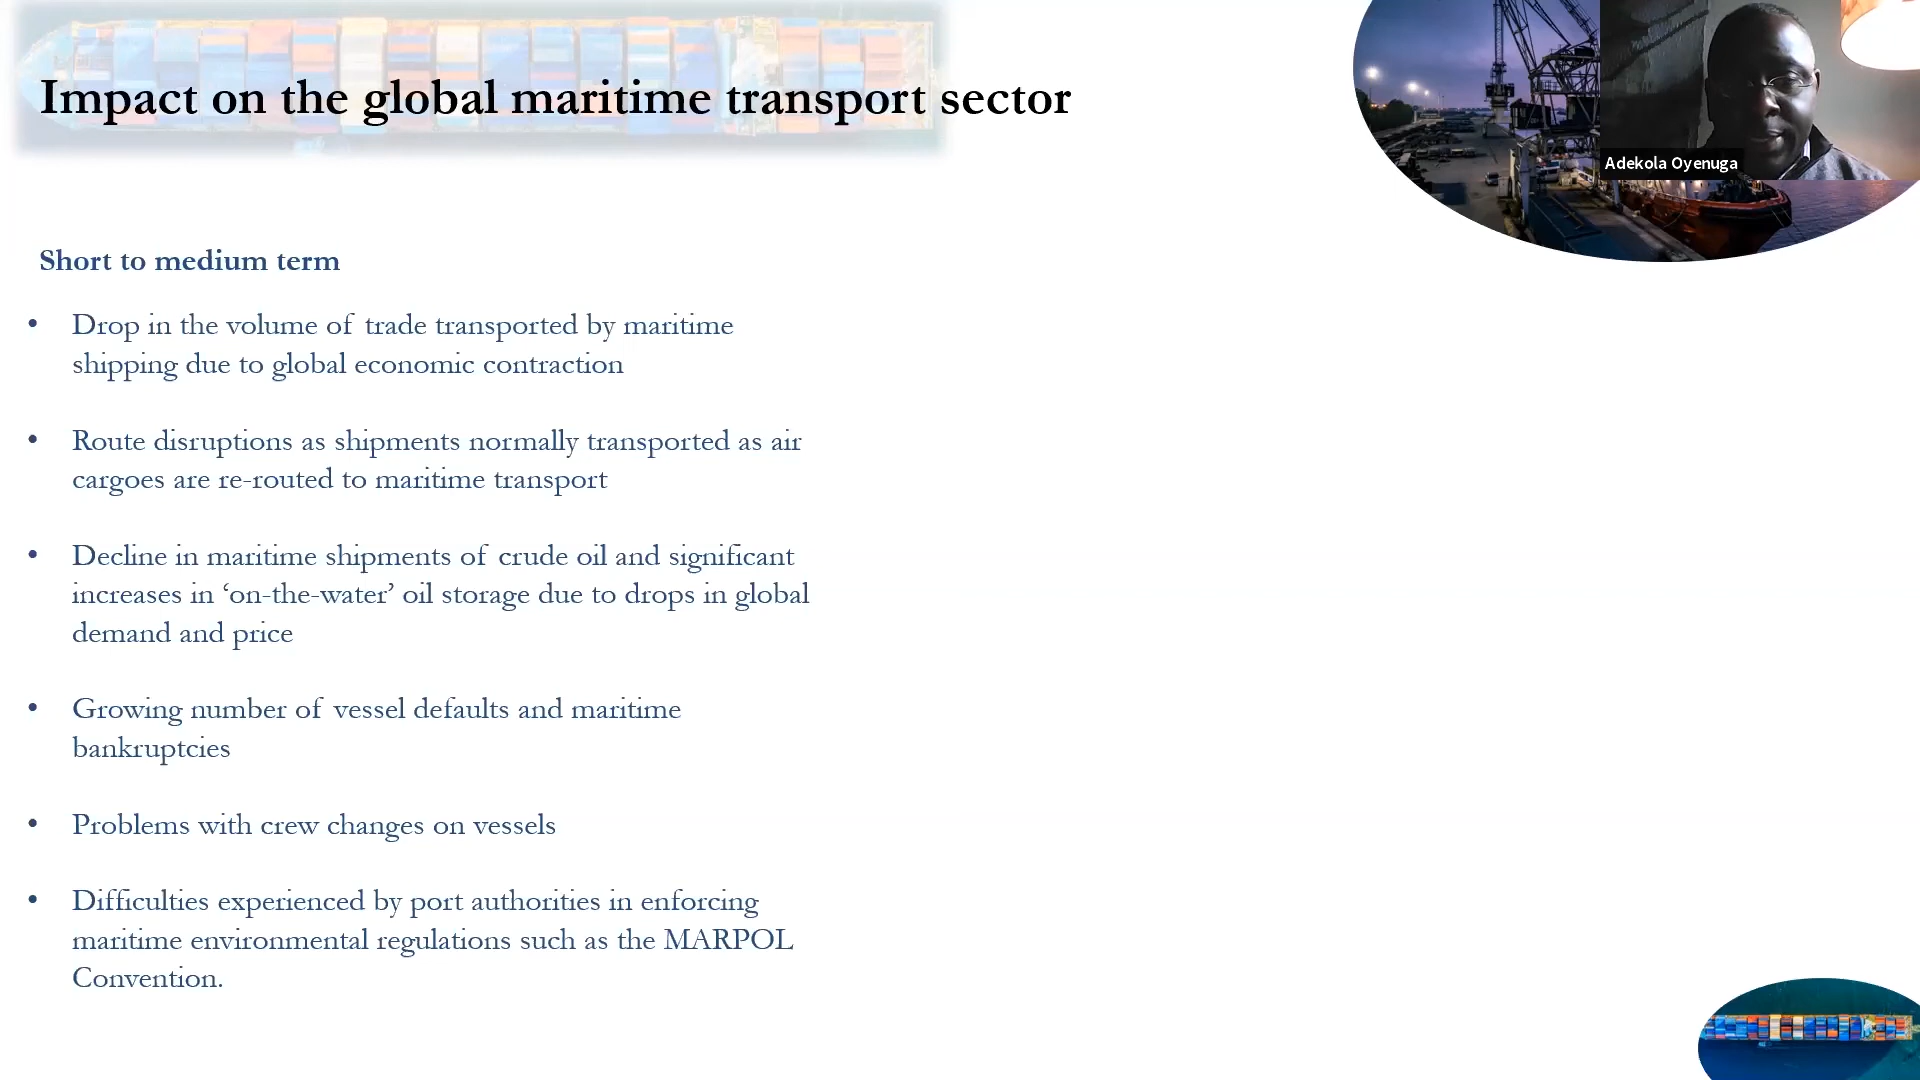 Impact on the global maritime transport sector
Adekola Oyenuga
Short to medium term
• Drop in the volume of trade transported by maritime
shipping due to global economic contraction
• Route disruptions as shipments normally transported as air
cargoes are re-routed to maritime transport
• Decline in maritime shipments of crude oil and significant
increases in ‘on-the-water’ oil storage due to drops in global
demand and price
• Growing number of vessel defaults and maritime
bankruptcies
• Problems with crew changes on vessels
• Difficulties experienced by port authorities in enforcing
maritime environmental regulations such as the MARPOL
Convention.